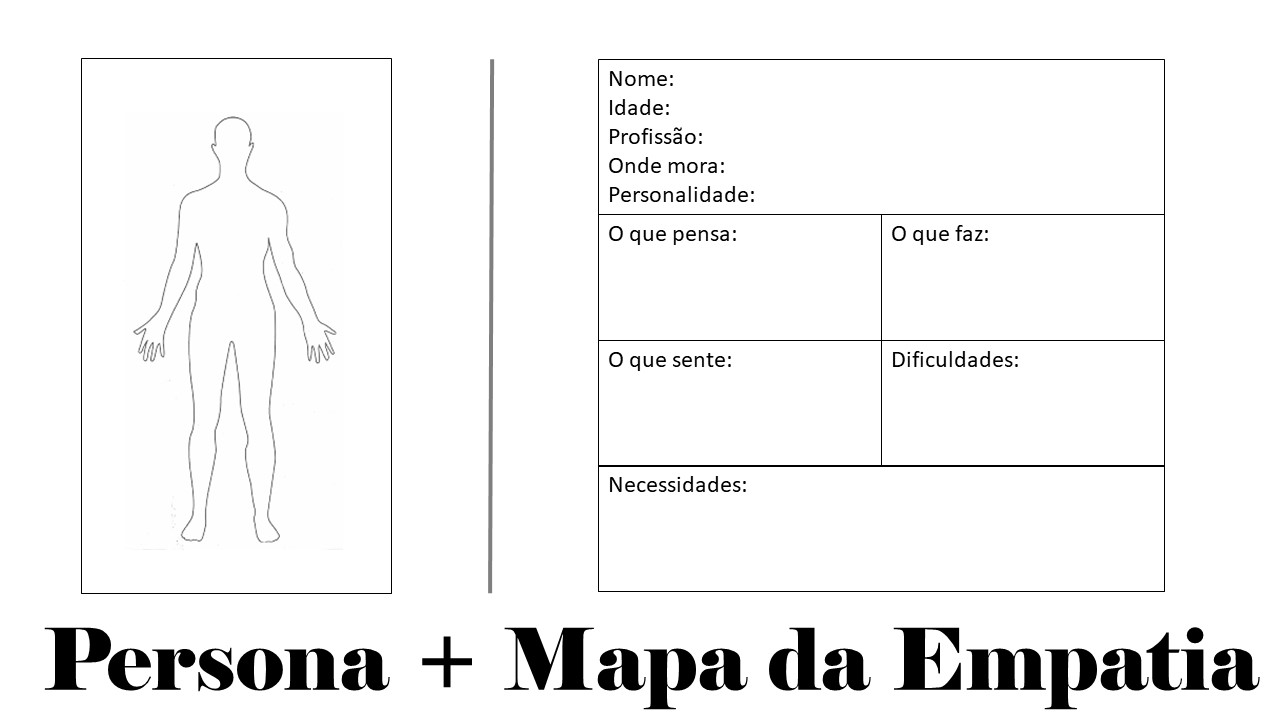 Nome:
Idade:
Profissão:
Onde mora:
Personalidade:
O que pensa:
O que faz:
O que sente:
Dificuldades:
Necessidades:
Persona + Mapa da Empatia